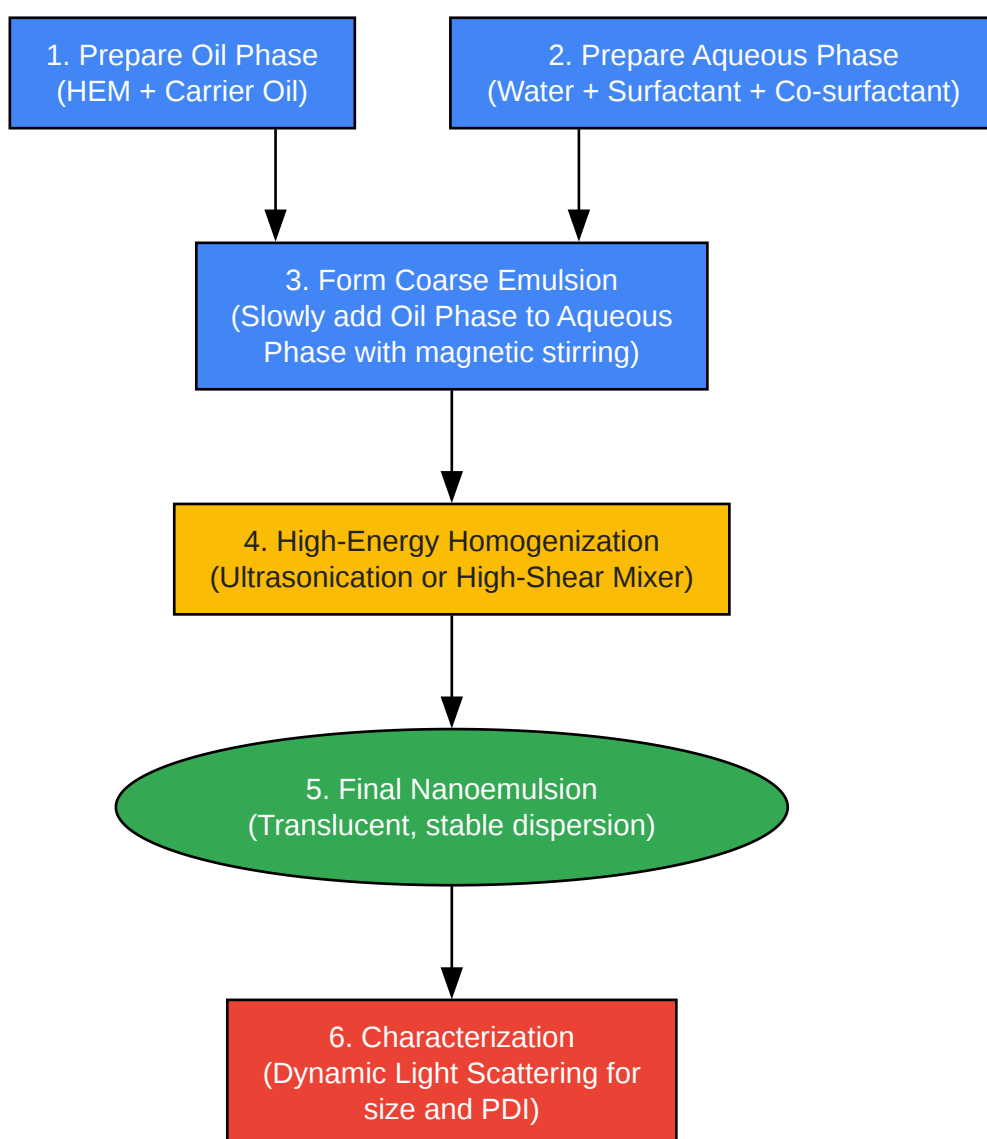 1. Prepare Oil Phase
(HEM + Carrier Oil)
2. Prepare Aqueous Phase
(Water + Surfactant + Co-surfactant)
3. Form Coarse Emulsion
(Slowly add Oil Phase to Aqueous
Phase with magnetic stirring)
4. High-Energy Homogenization
(Ultrasonication or High-Shear Mixer)
5. Final Nanoemulsion
(Translucent, stable dispersion)
6. Characterization
(Dynamic Light Scattering for
size and PDI)